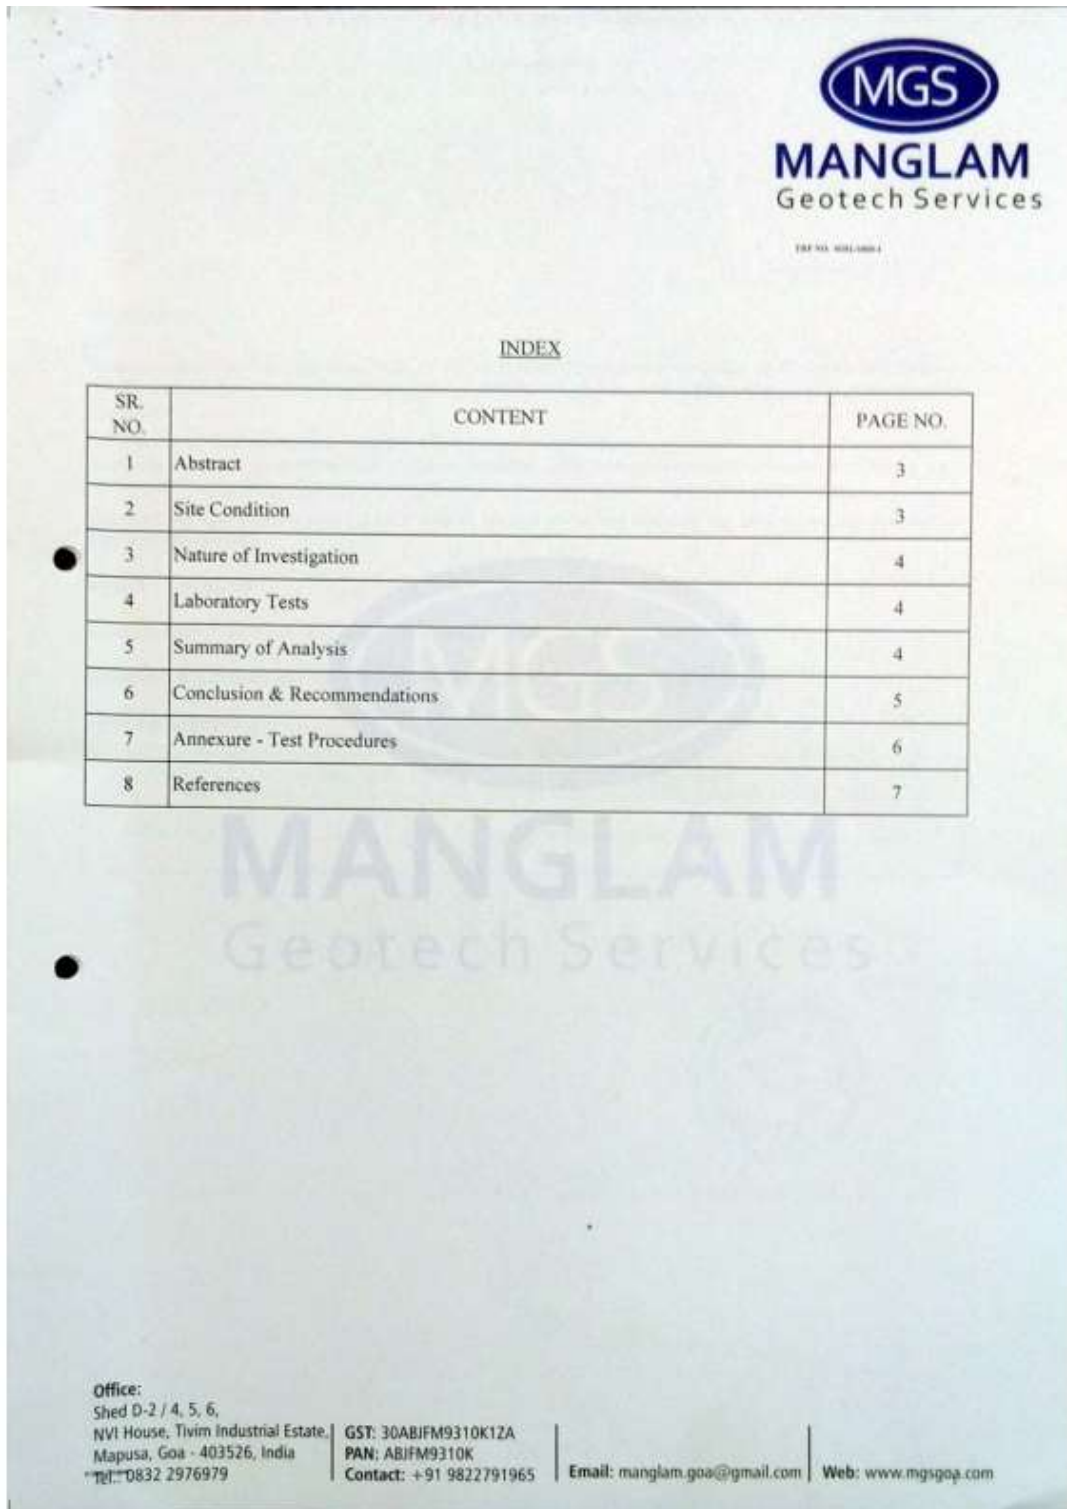 MGS
MANGLAM
Geotech Services
INDEX
SR. NO. CONTENT PAGE NO.
1 Abstract 3
2 Site Condition 3
3 Nature of Investigation 4
4 Laboratory Tests 4
5 Summary of Analysis 4
6 Conclusion & Recommendations 5
7 Annexure - Test Procedures 6
8 References 7
MGS
MANGLAM
Geotech Services
Office:
Shed D-2 / 4, 5, 6,
NVI House, Tivim Industrial Estate,
Mapusa, Goa - 403526, India
Tel.: 0832 2976979
GST: 30ABJFM9310K1ZA
PAN: ABJFM9310K
Contact: +91 9822791965
Email: manglam.goa@gmail.com
Web: www.mgsgoa.com